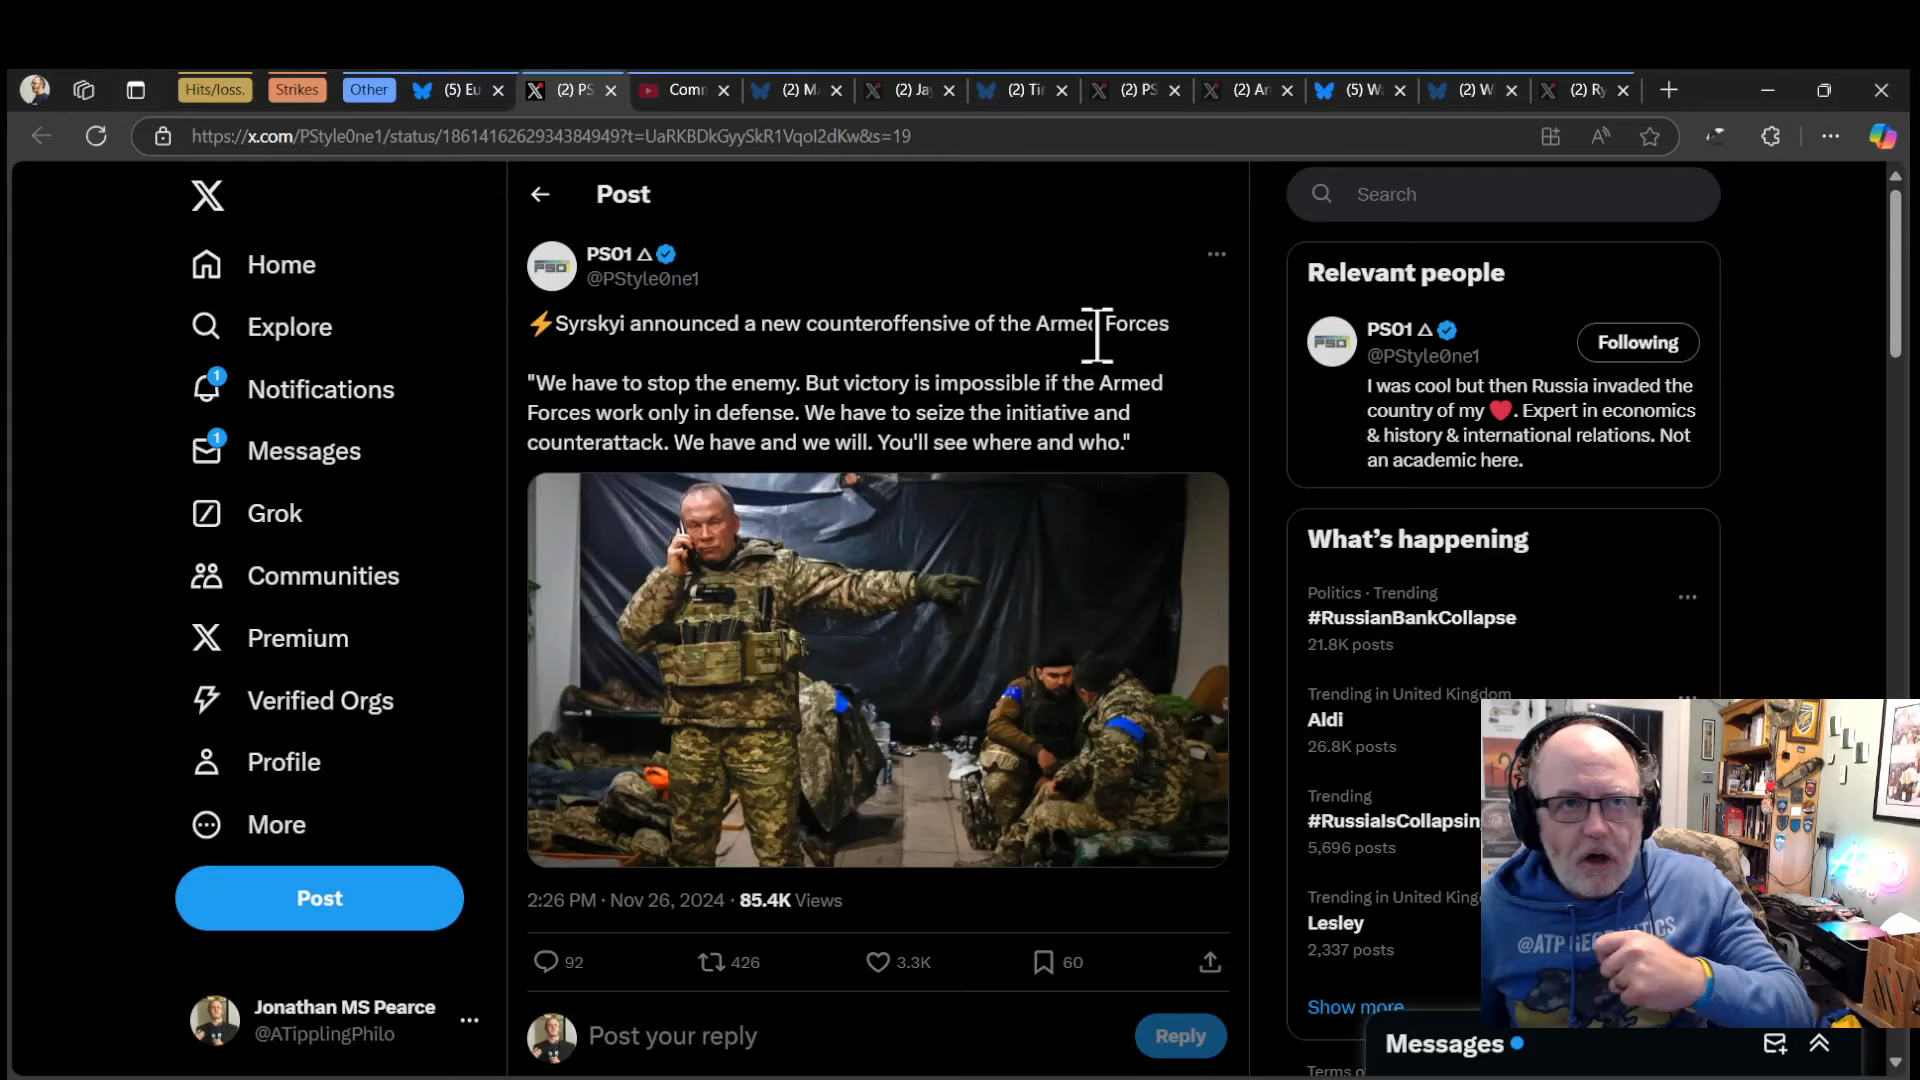 Hits/loss.
Strikes
Other
(5) Eu
(2) PS
Comm
(2) M
(2) Ja
(2) Tir
(2) PS
(2) Ar
(5) W
(2) W
(2) Ry
https://x.com/PStyle0ne1/status/1861416262934384949?t=UaRKBDkGyySkR1VqoI2dKw&s=19
Home
Explore
1
Notifications
1
Messages
Grok
Communities
Premium
Verified Orgs
Profile
More
Post
Jonathan MS Pearce
@ATipplingPhilo
Post
PS01 △
@PStyle0ne1
⚡Syrskyi announced a new counteroffensive of the Armed Forces
"We have to stop the enemy. But victory is impossible if the Armed
Forces work only in defense. We have to seize the initiative and
counterattack. We have and we will. You'll see where and who."
2:26 PM · Nov 26, 2024 · 85.4K Views
92
426
3.3K
60
Post your reply
Reply
Search
Relevant people
PS01 △
@PStyle0ne1
Following
I was cool but then Russia invaded the
country of my ❤️. Expert in economics
& history & international relations. Not
an academic here.
What's happening
Politics · Trending
#RussianBankCollapse
21.8K posts
Trending in United Kingdom
Aldi
26.8K posts
Trending
#RussiaIsCollapsin
5,696 posts
Trending in United King
Lesley
2,337 posts
Show more
@ATP GEOPOLITICS
ATP
Messages
Terms o